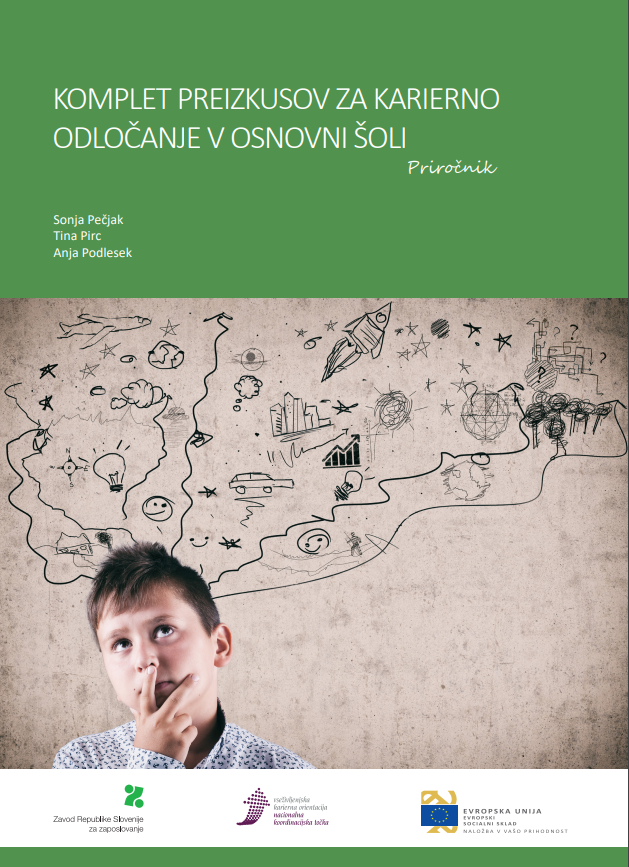 KOMPLET PREIZKUSOV ZA KARIERNO
ODLOČANJE V OSNOVNI ŠOLI
Priročnik
Sonja Pečjak
Tina Pirc
Anja Podlesek
N
?
?
?
Zavod Republike Slovenije
za zaposlovanje
vseživljenjska
karierna orientacija
nacionalna
koordinacijska točka
EVROPSKA UNIJA
EVROPSKI
SOCIALNI SKLAD
NALOŽBA V VAŠO PRIHODNOST